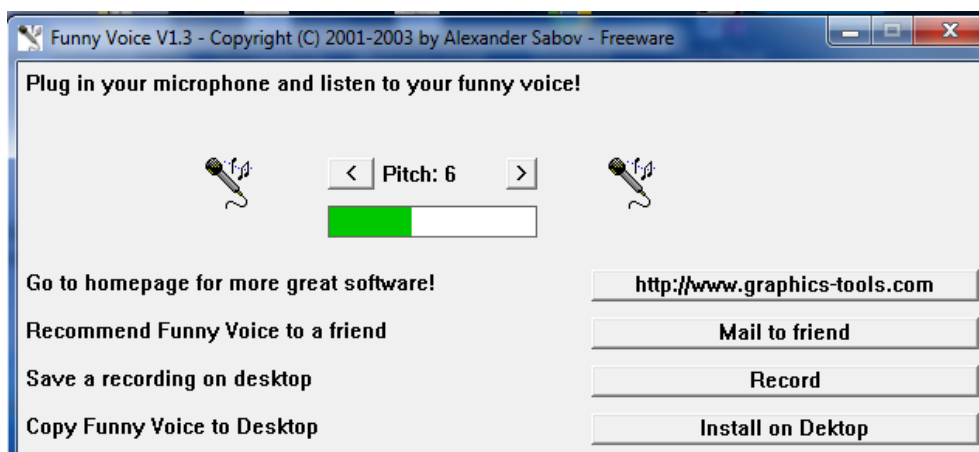 Funny Voice V1.3 - Copyright (C) 2001-2003 by Alexander Sabov - Freeware
Plug in your microphone and listen to your funny voice!
< Pitch: 6 >
Go to homepage for more great software! http://www.graphics-tools.com
Recommend Funny Voice to a friend Mail to friend
Save a recording on desktop Record
Copy Funny Voice to Desktop Install on Dektop